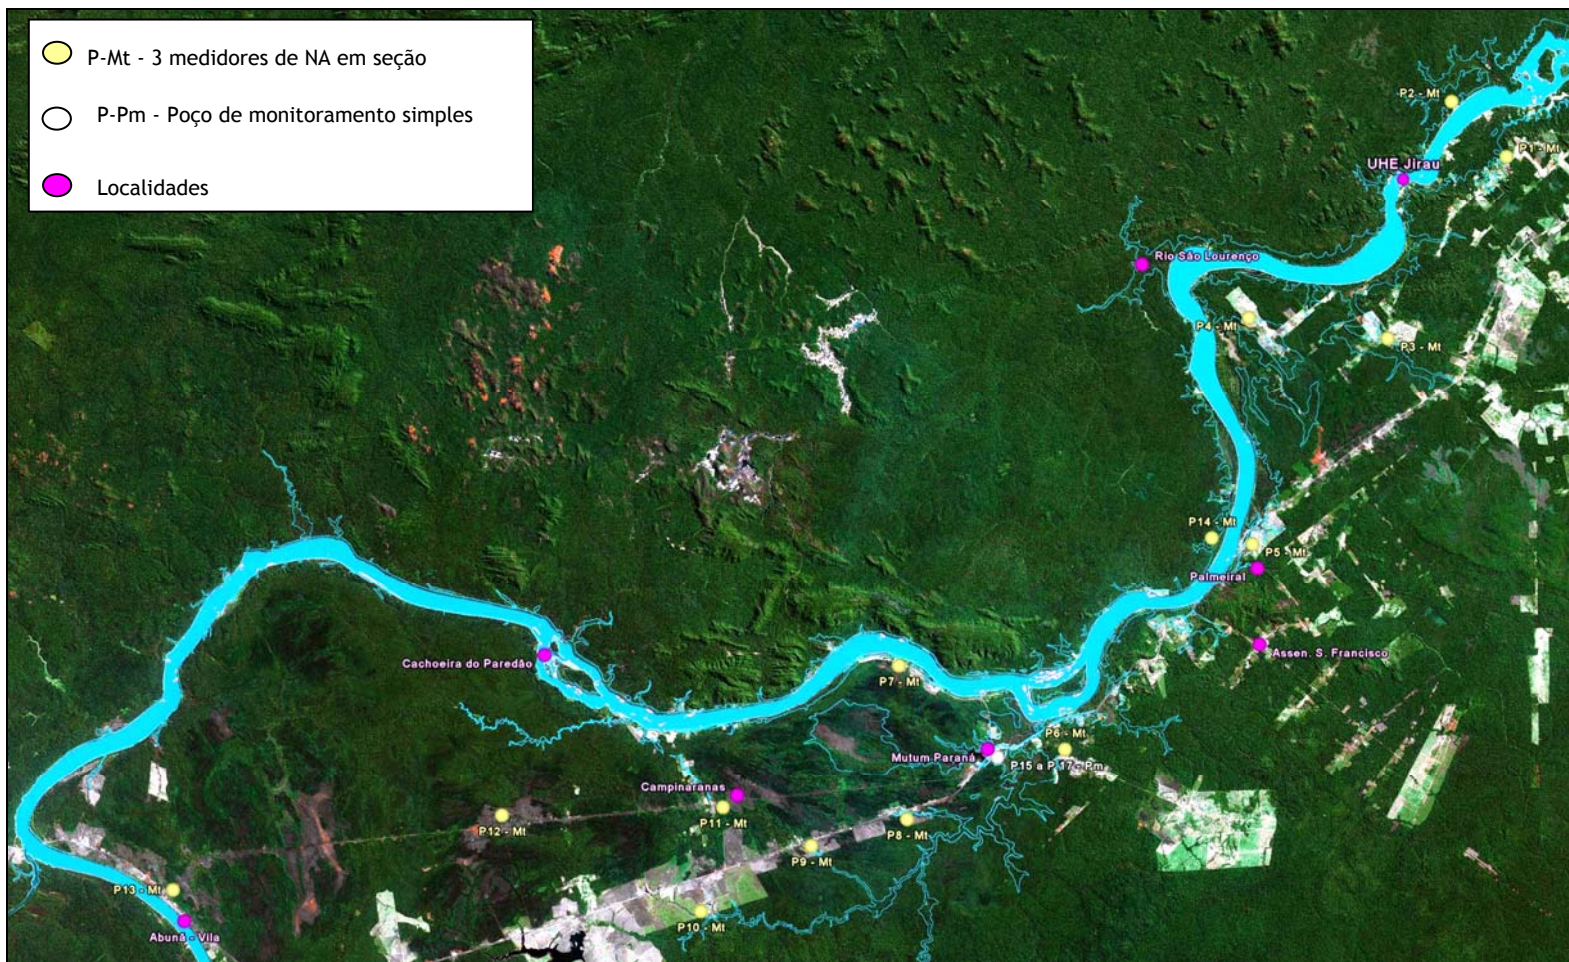 P-Mt - 3 medidores de NA em seção
P-Pm - Poço de monitoramento simples
Localidades
P2 - Mt
P1 - Mt
UHE Jirau
Rio São Lourenço
P4 - Mt
P3 - Mt
P14 - Mt
P5 - Mt
Palmeiral
Assen. S. Francisco
Cachoeira do Paredão
P7 - Mt
P6 - Mt
Mutum Paraná
P15 a P 17 - Pm
Campinaranas
P11 - Mt
P12 - Mt
P8 - Mt
P9 - Mt
P13 - Mt
P10 - Mt
Abunã - Vila